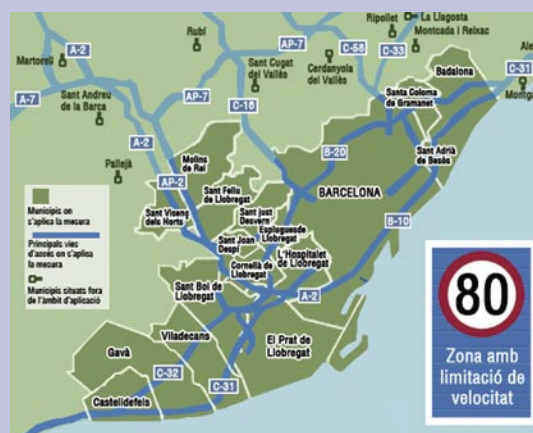 A-2
Martorell
A-7
Sant Andreu
de la Barca
A-2
Pallejà
AP-2
Rubí
AP-7
AP-7
Sant Cugat
del Vallès
C-16
Cerdanyola
del Vallès
C-58
C-33
Ripollet
La Llagosta
Montcada i Reixac
Badalona
Ale
C-31
Montga
Santa Coloma
de Gramanet
Sant Adrià
de Besòs
B-20
BARCELONA
B-10
Molins
de Rei
Sant Feliu
de Llobregat
Sant Vicenç
dels Horts
Sant just
Desvern
Esplugues de
Llobregat
Sant Joan
Despí
Cornellà de
Llobregat
L'Hospitalet
de Llobregat
A-2
Sant Boi de
Llobregat
Viladecans
El Prat de
Llobregat
Gavà
C-32
C-31
Castelldefels
Municipis on
s'aplica la mesura
Principals vies
d'accés on s'aplica
la mesura
Municipis situats fora
de l'àmbit d'aplicació
80
Zona amb
limitació de
velocitat